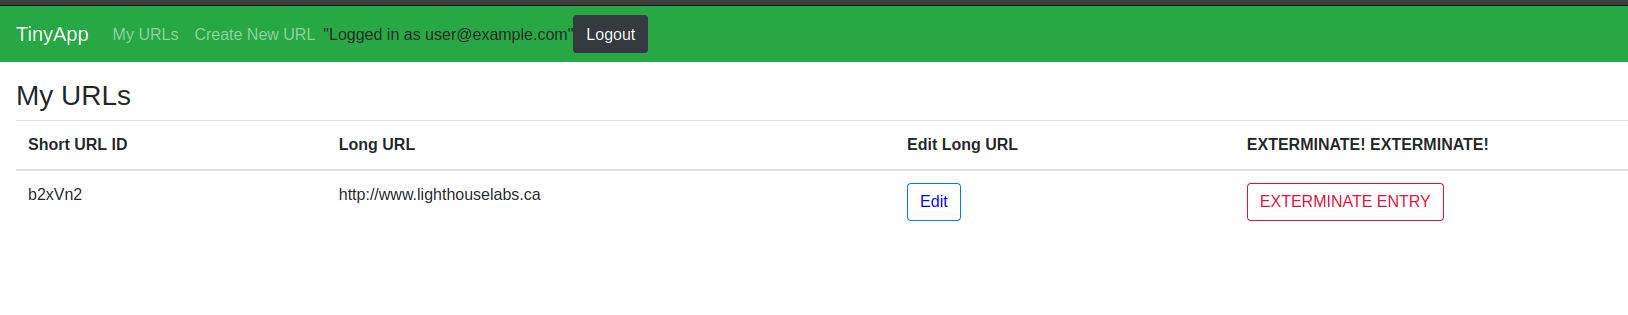 TinyApp My URLs Create New URL "Logged in as user@example.com" Logout
My URLs
Short URL ID Long URL Edit Long URL EXTERMINATE! EXTERMINATE!
b2xVn2 http://www.lighthouselabs.ca Edit EXTERMINATE ENTRY